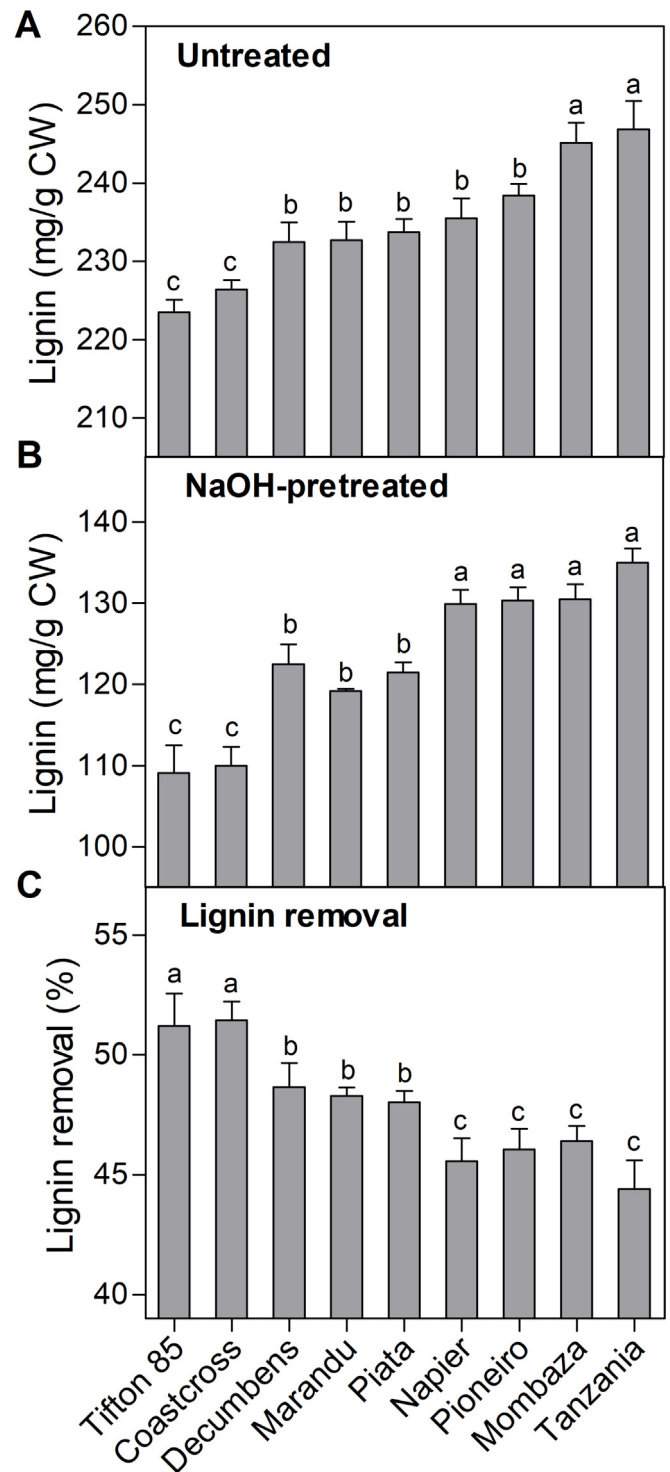 A
Untreated
Lignin (mg/g CW)
260
250
240
230
220
210
c c b b b b b a a
B
NaOH-pretreated
Lignin (mg/g CW)
140
130
120
110
100
c c b b b a a a a
C
Lignin removal
Lignin removal (%)
55
50
45
40
a a b b b c c c c
Tifton 85
Coastcross
Decumbens
Marandu
Piata
Napier
Pioneiro
Mombaza
Tanzania